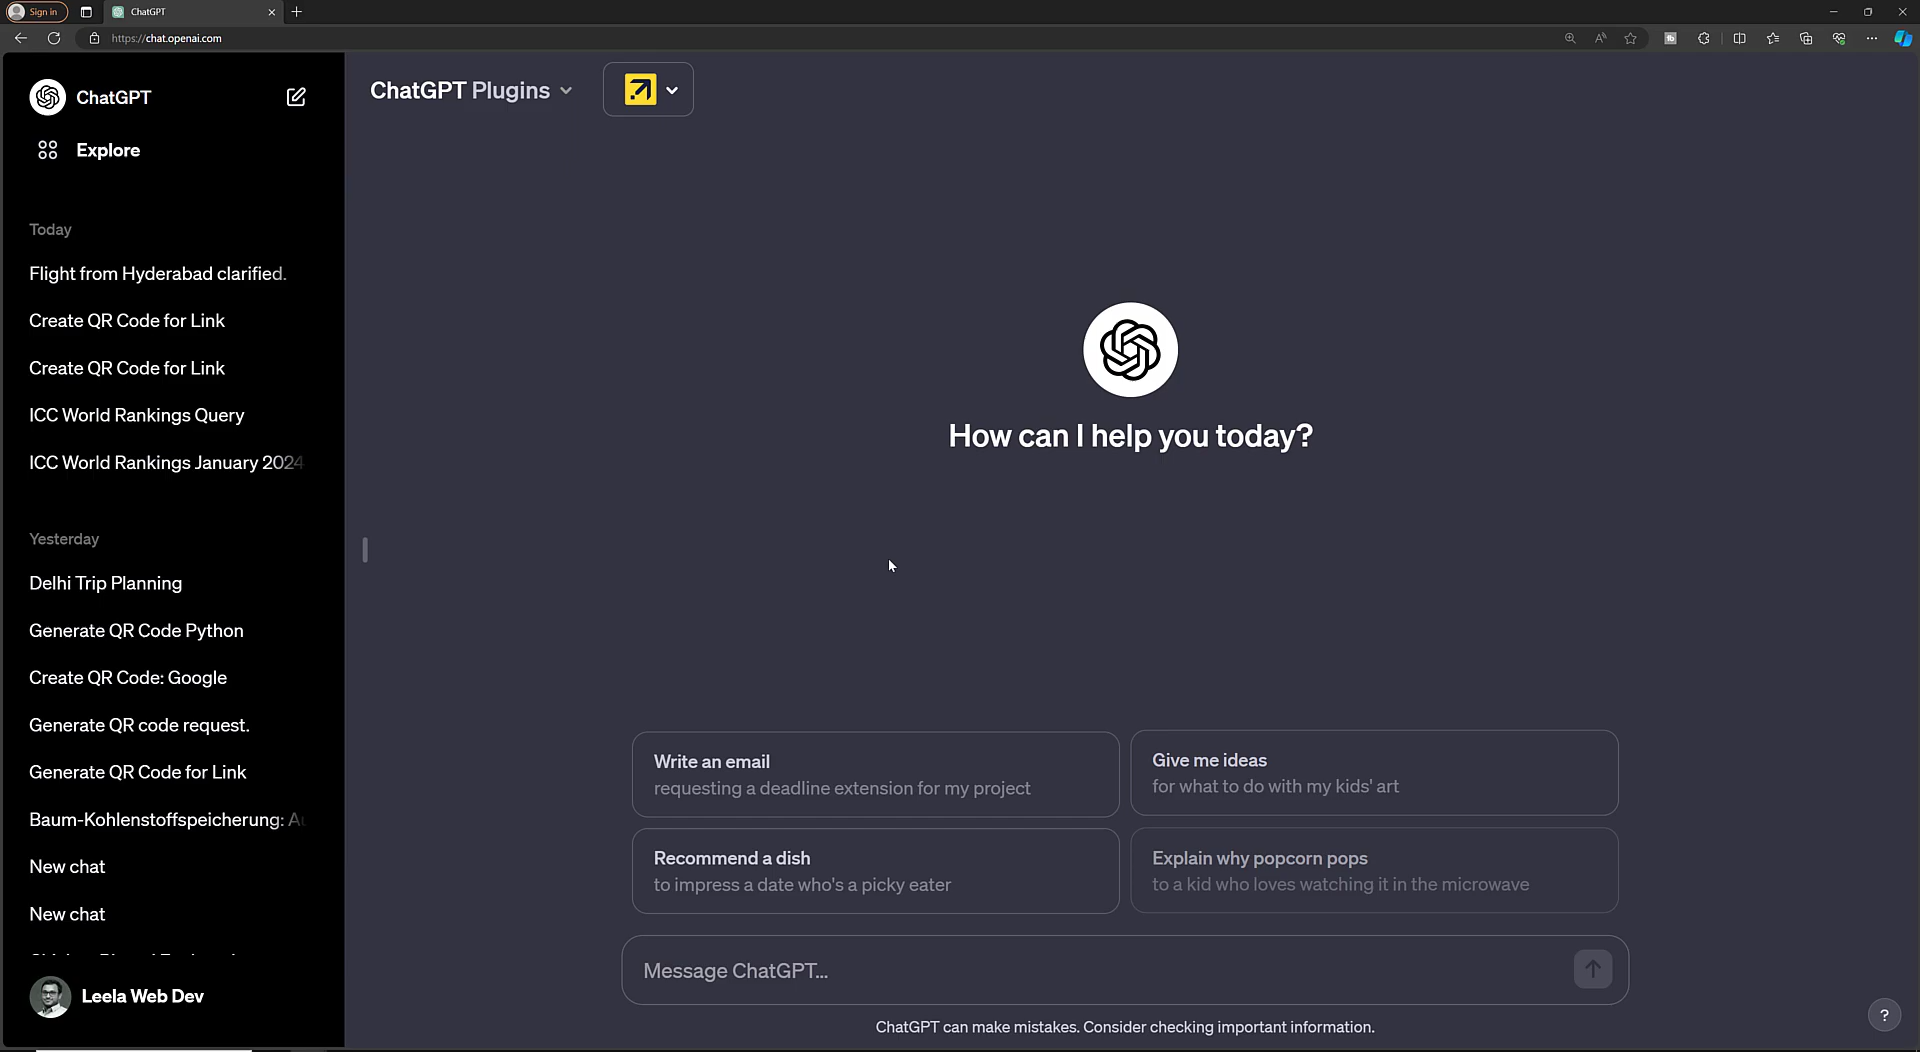 Sign in
ChatGPT
https://chat.openai.com
ChatGPT
Explore
Today
Flight from Hyderabad clarified.
Create QR Code for Link
Create QR Code for Link
ICC World Rankings Query
ICC World Rankings January 2024
Yesterday
Delhi Trip Planning
Generate QR Code Python
Create QR Code: Google
Generate QR code request.
Generate QR Code for Link
Baum-Kohlenstoffspeicherung: Au
New chat
New chat
Leela Web Dev
ChatGPT Plugins
How can I help you today?
Write an email
requesting a deadline extension for my project
Give me ideas
for what to do with my kids' art
Recommend a dish
to impress a date who's a picky eater
Explain why popcorn pops
to a kid who loves watching it in the microwave
Message ChatGPT...
ChatGPT can make mistakes. Consider checking important information.
?